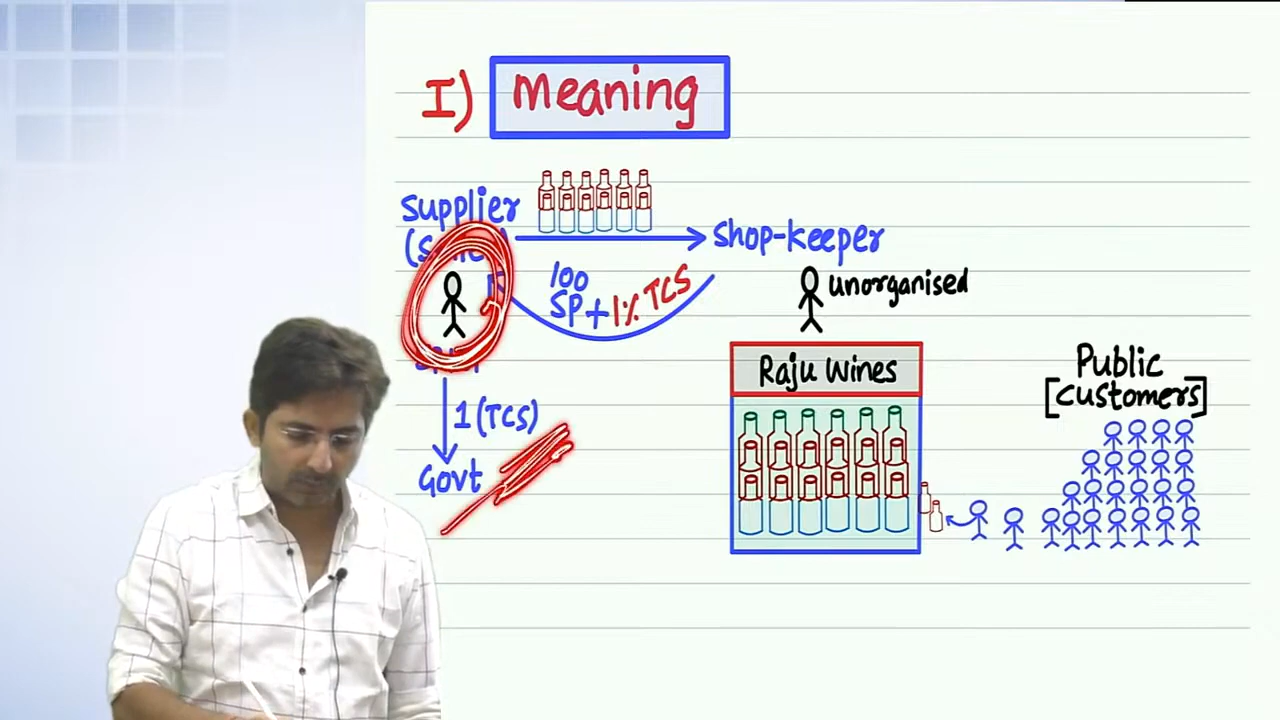 I) Meaning
Supplier
Shop-keeper
unorganised
100
SP + 1% TCS
1 (TCS)
Govt
Raju Wines
Public
[Customers]